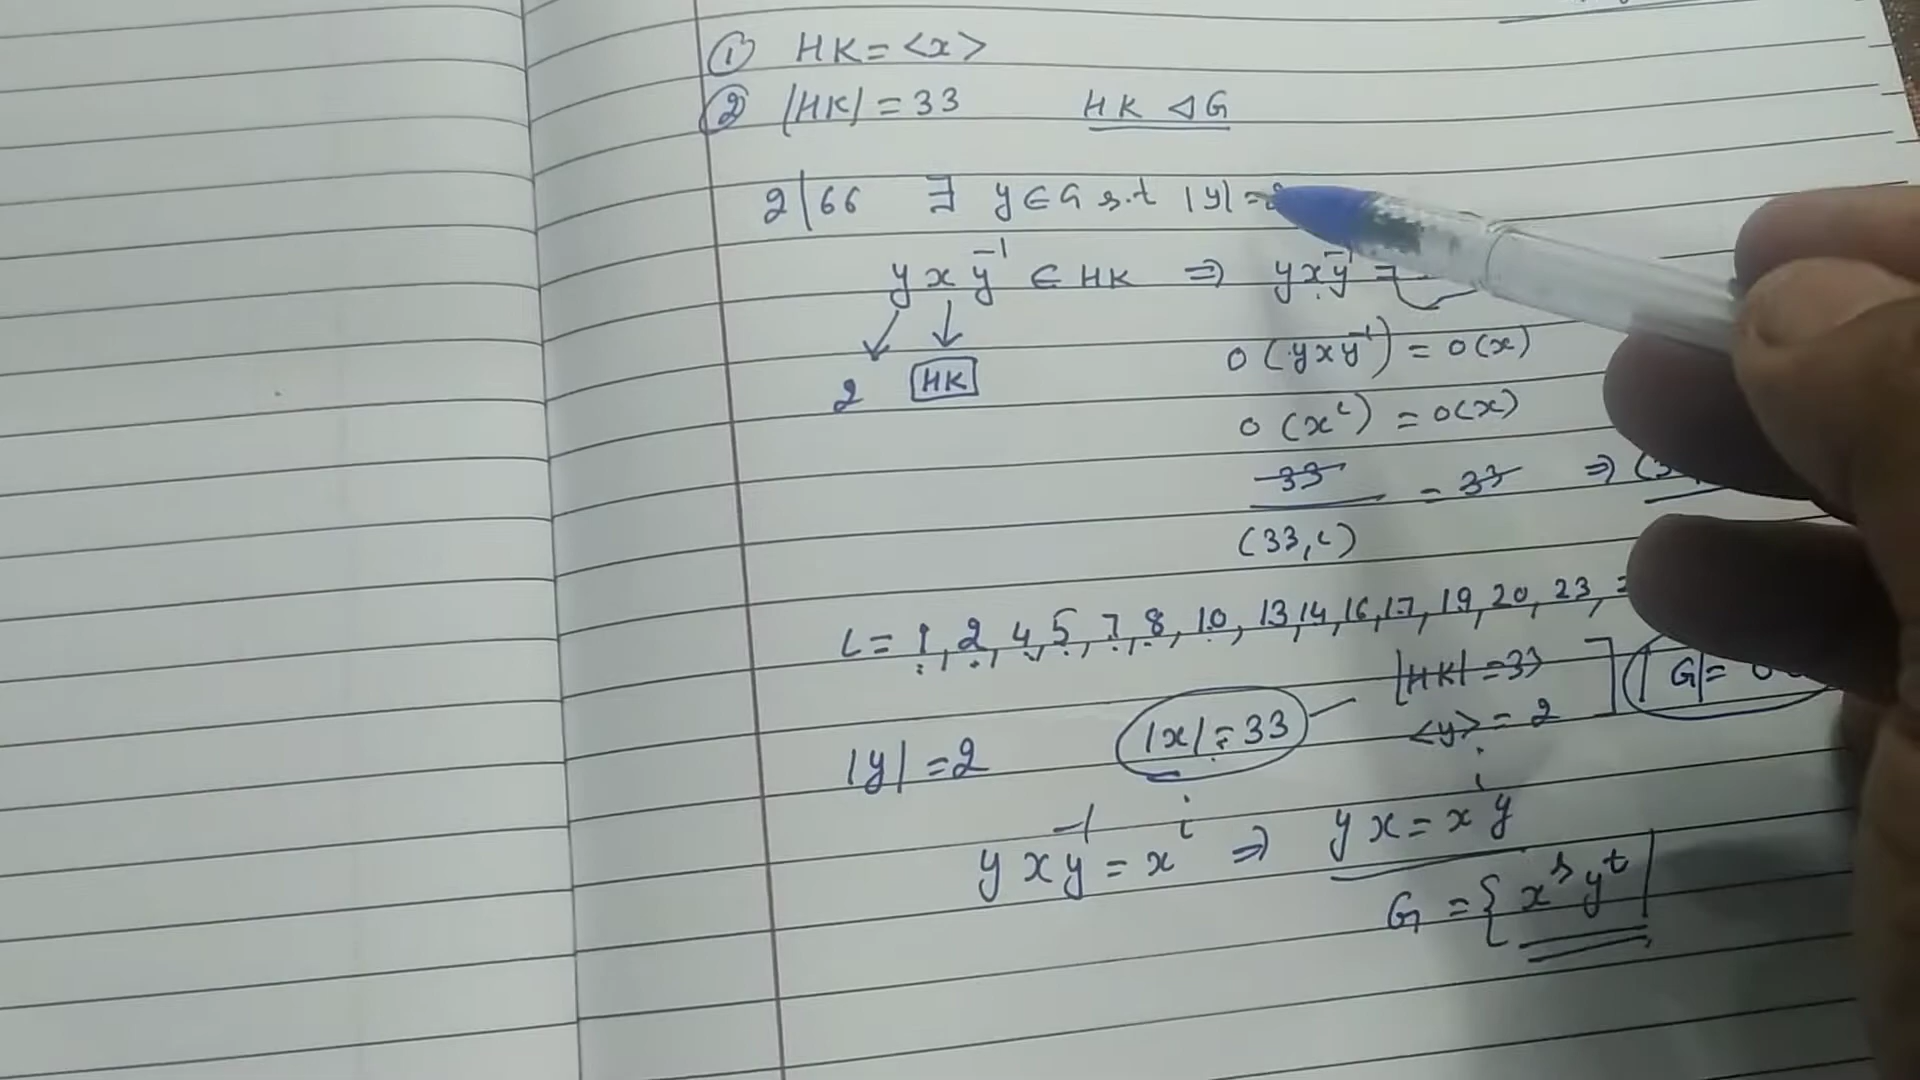 ① HK = <x>
② |HK| = 33 HK ⊲ G
2|66 ∃ y ∈ G s.t |y| =
y x y⁻¹ ∈ HK ⇒ y x y⁻¹ =
2 HK
o(y x y⁻¹) = o(x)
o(xⁱ) = o(x)
33/(33, i) = 33 ⇒ (3
i = 1, 2, 4, 5, 7, 8, 10, 13, 14, 16, 17, 19, 20, 23,
|HK| = 33 |G| =
<y> = 2
|y| = 2 |x| = 33
y x y⁻¹ = xⁱ ⇒ y x = xⁱ y
G = { xˢ yᵗ |